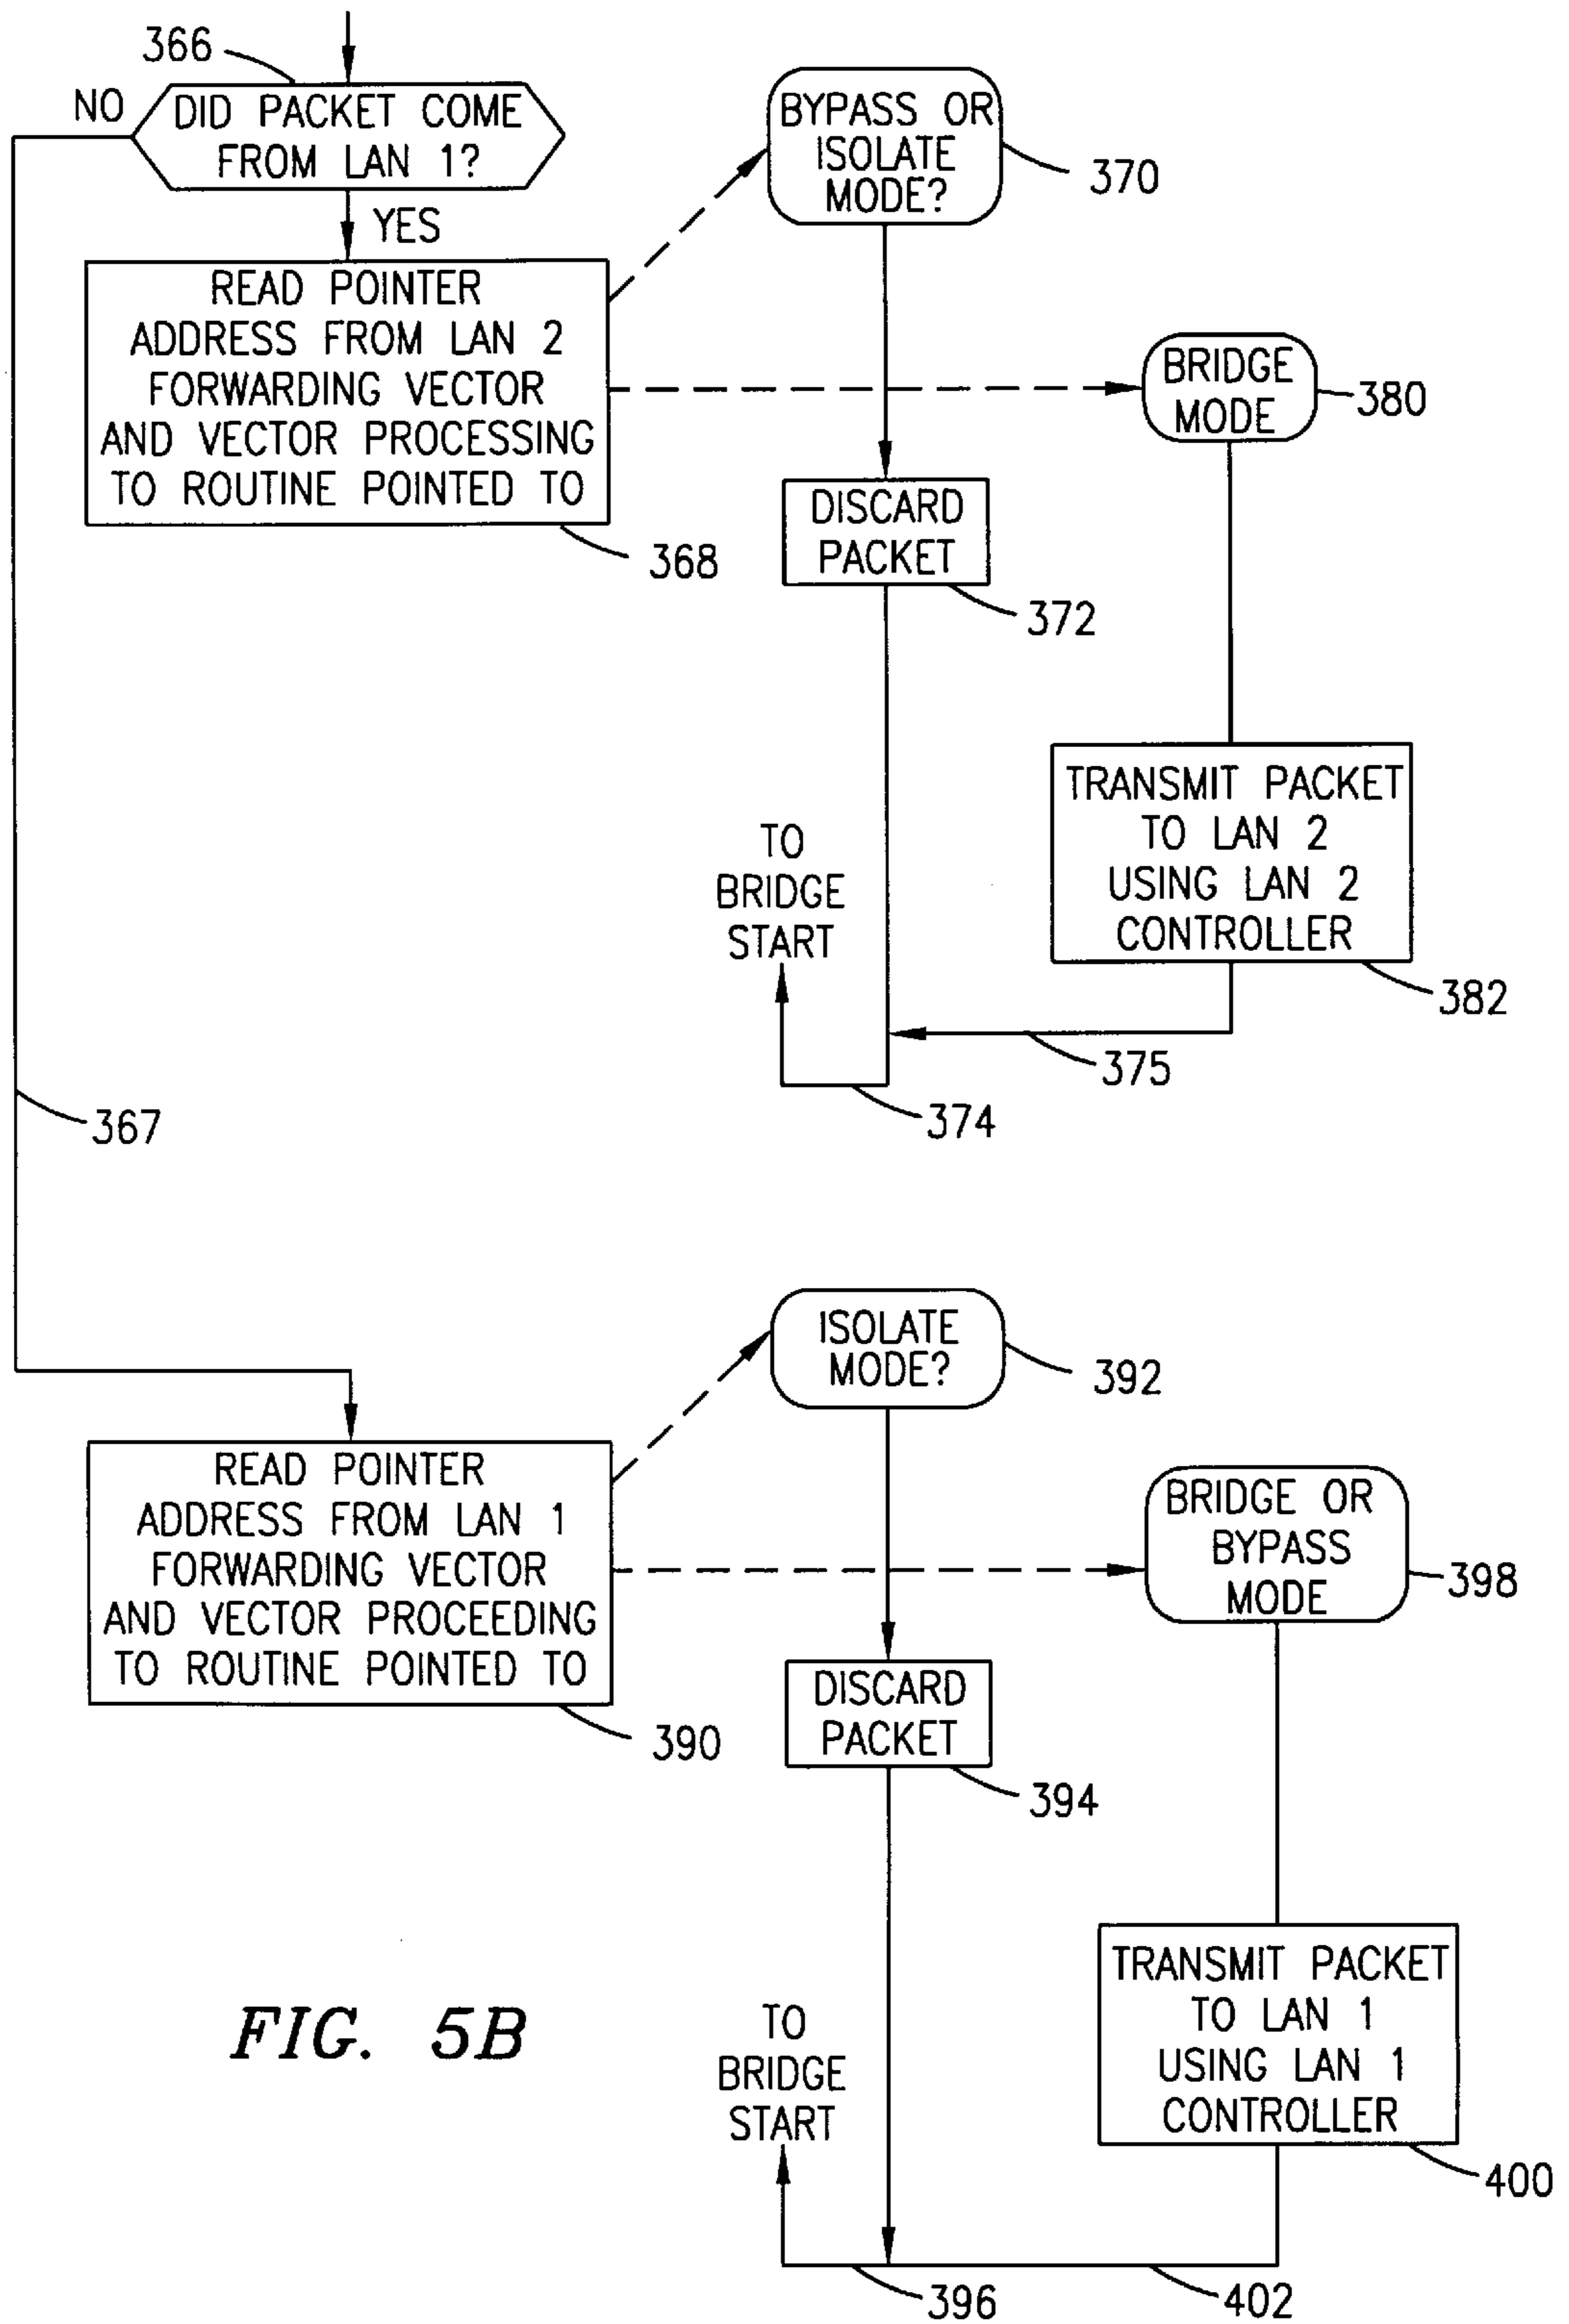 366
NO
DID PACKET COME
FROM LAN 1?
YES
BYPASS OR
ISOLATE
MODE?
370
READ POINTER
ADDRESS FROM LAN 2
FORWARDING VECTOR
AND VECTOR PROCESSING
TO ROUTINE POINTED TO
368
BRIDGE
MODE
380
DISCARD
PACKET
372
TRANSMIT PACKET
TO LAN 2
USING LAN 2
CONTROLLER
382
TO
BRIDGE
START
375
374
367
ISOLATE
MODE?
392
READ POINTER
ADDRESS FROM LAN 1
FORWARDING VECTOR
AND VECTOR PROCEEDING
TO ROUTINE POINTED TO
390
BRIDGE OR
BYPASS
MODE
398
DISCARD
PACKET
394
TRANSMIT PACKET
TO LAN 1
USING LAN 1
CONTROLLER
400
TO
BRIDGE
START
396
402
FIG. 5B